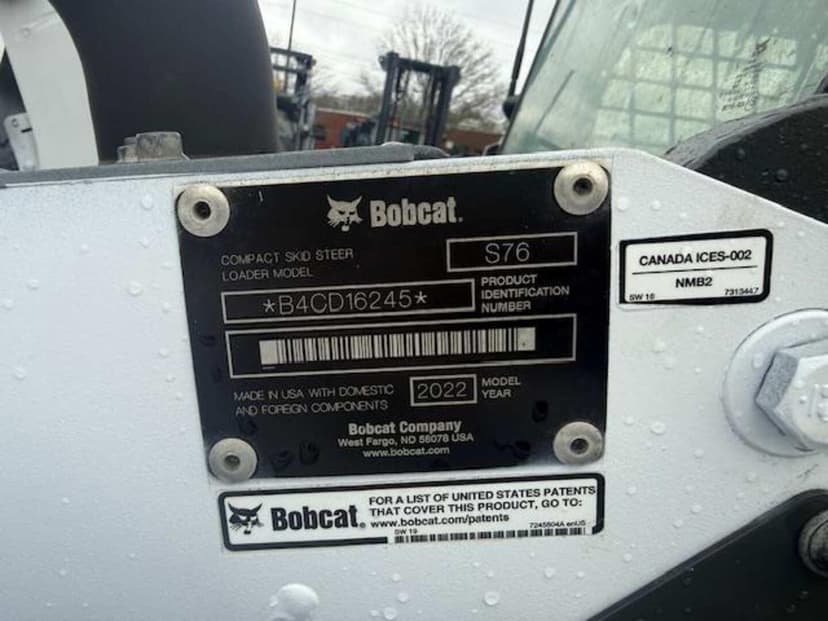 Bobcat.
COMPACT SKID STEER
LOADER MODEL
S76
*B4CD16245*
PRODUCT
IDENTIFICATION
NUMBER
MADE IN USA WITH DOMESTIC
AND FOREIGN COMPONENTS
2022
MODEL
YEAR
Bobcat Company
West Fargo, ND 58078 USA
www.bobcat.com
CANADA ICES-002
NMB2
SW 18
7313447
Bobcat.
FOR A LIST OF UNITED STATES PATENTS
THAT COVER THIS PRODUCT, GO TO:
www.bobcat.com/patents
SW 19
7245804A enUS